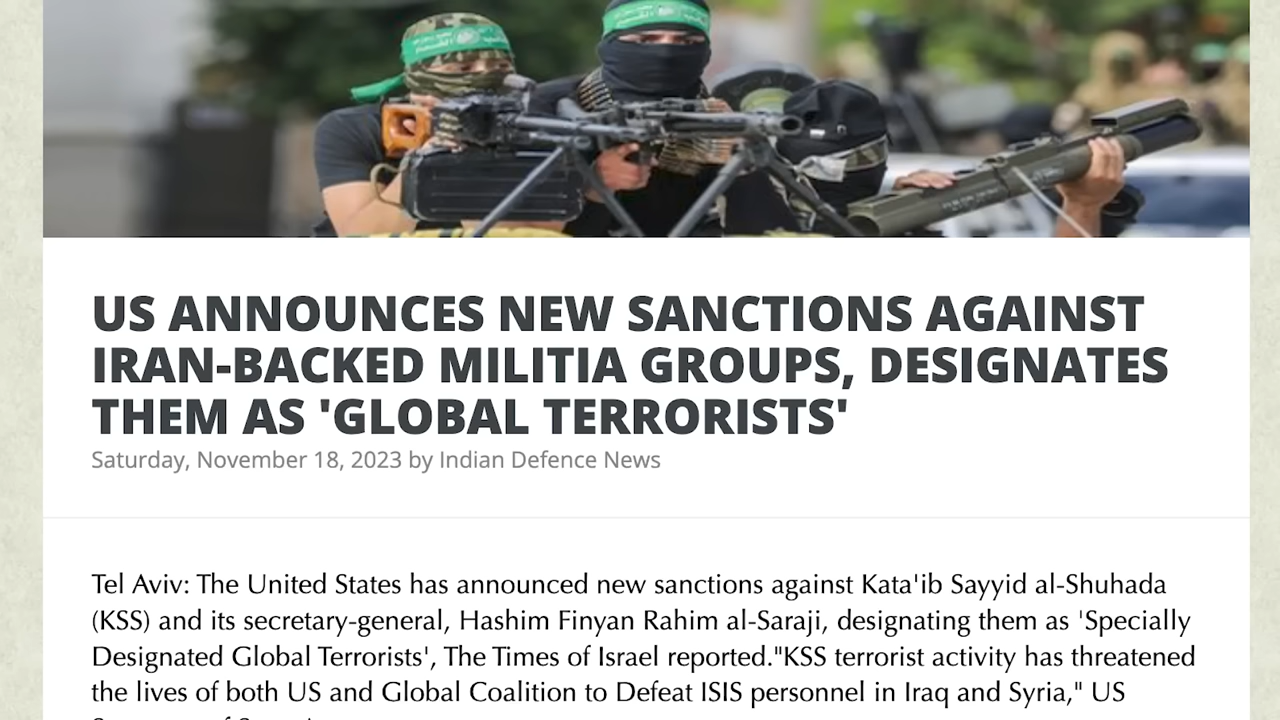 US ANNOUNCES NEW SANCTIONS AGAINST
IRAN-BACKED MILITIA GROUPS, DESIGNATES
THEM AS 'GLOBAL TERRORISTS'
Saturday, November 18, 2023 by Indian Defence News
Tel Aviv: The United States has announced new sanctions against Kata'ib Sayyid al-Shuhada
(KSS) and its secretary-general, Hashim Finyan Rahim al-Saraji, designating them as 'Specially
Designated Global Terrorists', The Times of Israel reported."KSS terrorist activity has threatened
the lives of both US and Global Coalition to Defeat ISIS personnel in Iraq and Syria," US